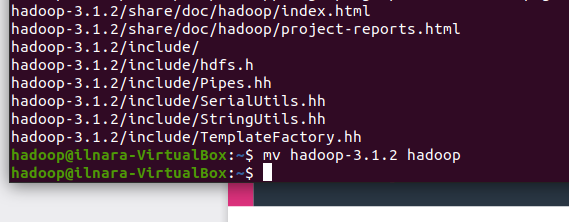 hadoop-3.1.2/share/doc/hadoop/index.html
hadoop-3.1.2/share/doc/hadoop/project-reports.html
hadoop-3.1.2/include/
hadoop-3.1.2/include/hdfs.h
hadoop-3.1.2/include/Pipes.hh
hadoop-3.1.2/include/SerialUtils.hh
hadoop-3.1.2/include/StringUtils.hh
hadoop-3.1.2/include/TemplateFactory.hh
hadoop@ilnara-VirtualBox:~$ mv hadoop-3.1.2 hadoop
hadoop@ilnara-VirtualBox:~$